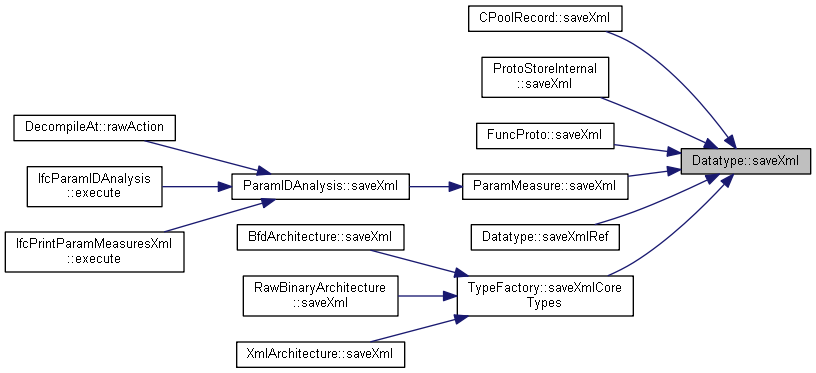 CPoolRecord::saveXml
ProtoStoreInternal
::saveXml
FuncProto::saveXml
Datatype::saveXml
DecompileAt::rawAction
IfcParamIDAnalysis
::execute
ParamIDAnalysis::saveXml
ParamMeasure::saveXml
IfcPrintParamMeasuresXml
::execute
BfdArchitecture::saveXml
Datatype::saveXmlRef
RawBinaryArchitecture
::saveXml
TypeFactory::saveXmlCore
Types
XmlArchitecture::saveXml